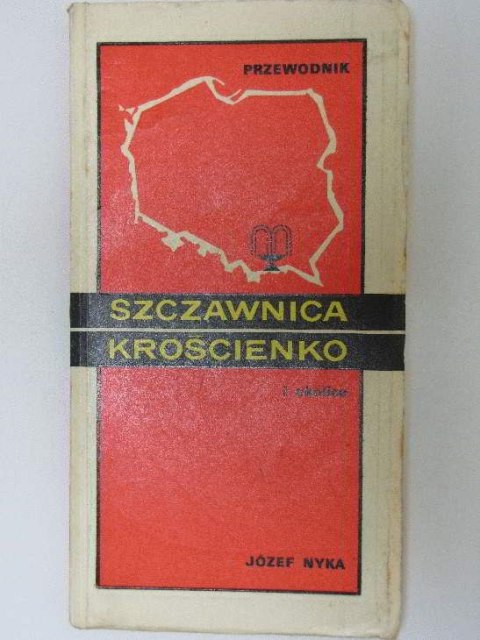 PRZEWODNIK
SZCZAWNICA
KROŚCIENKO
i okolice
JÓZEF NYKA